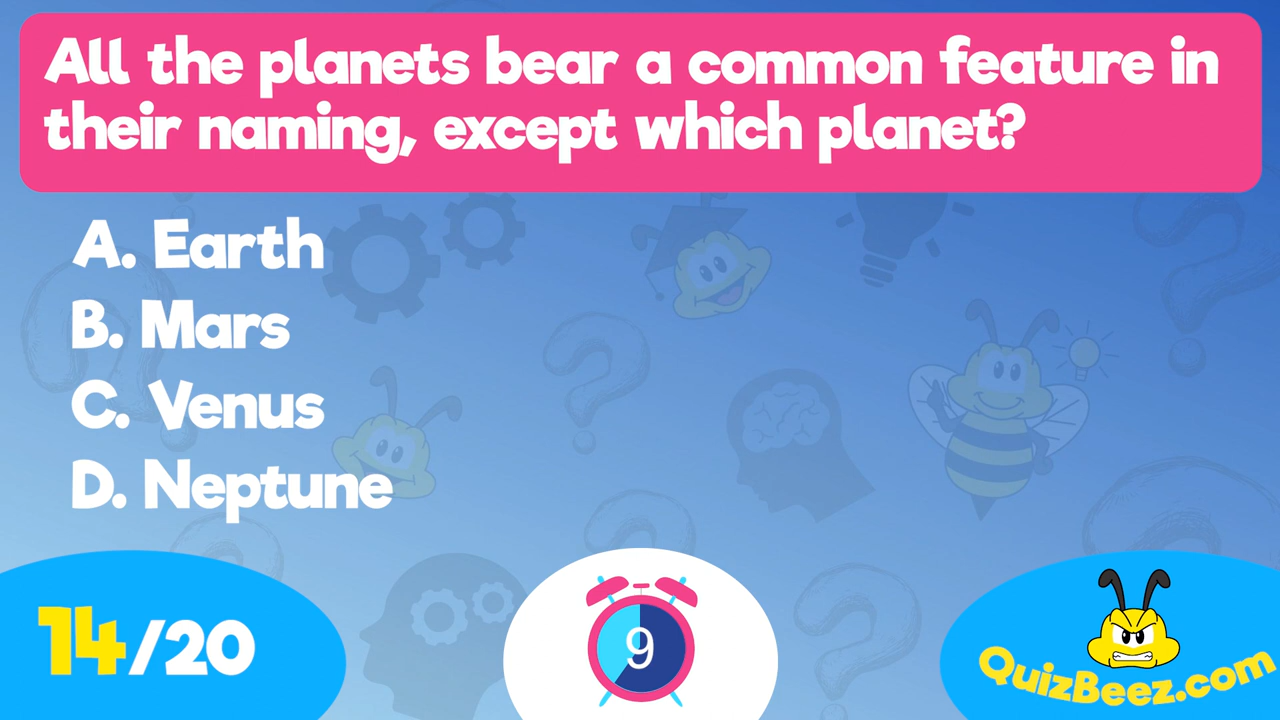 All the planets bear a common feature in
their naming, except which planet?
A. Earth
B. Mars
C. Venus
D. Neptune
14/20
9
QuizBeez.com